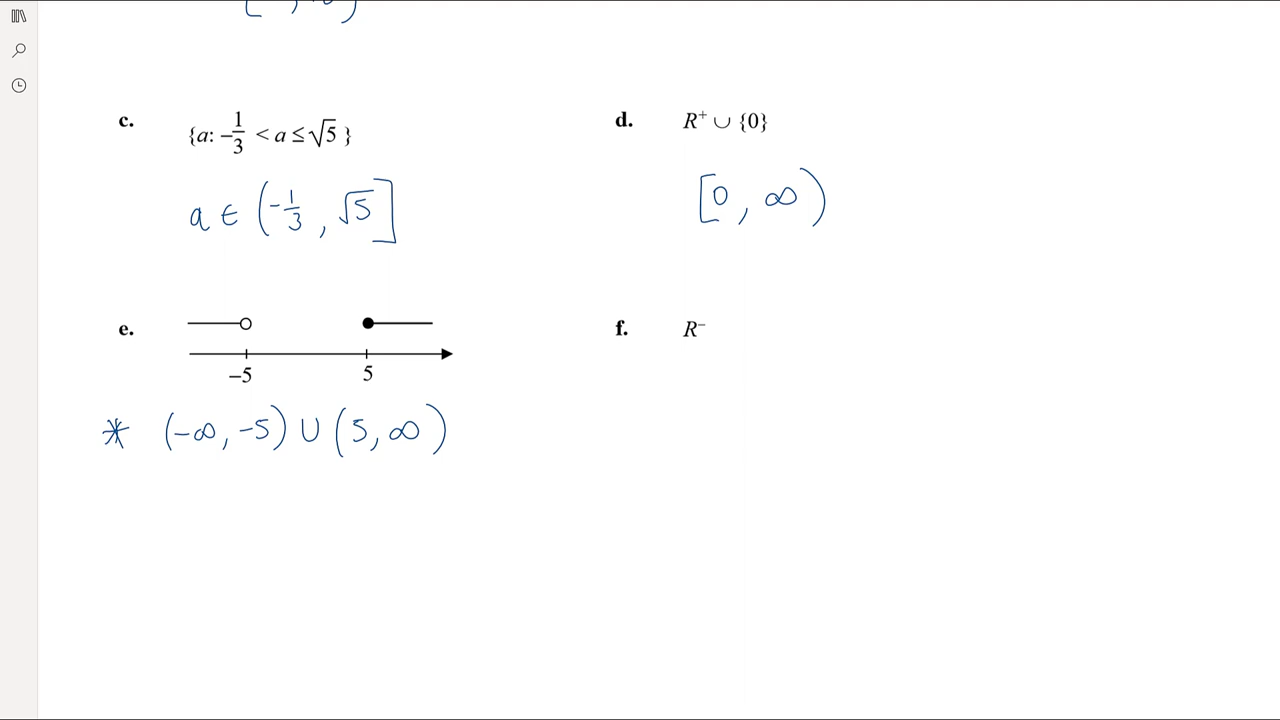 c. {a: −1/3 < a ≤ √5 }
a ∈ (-1/3, √5]
d. R⁺ ∪ {0}
[0, ∞)
e.
−5 5
* (-∞, -5) ∪ (5, ∞)
f. R⁻